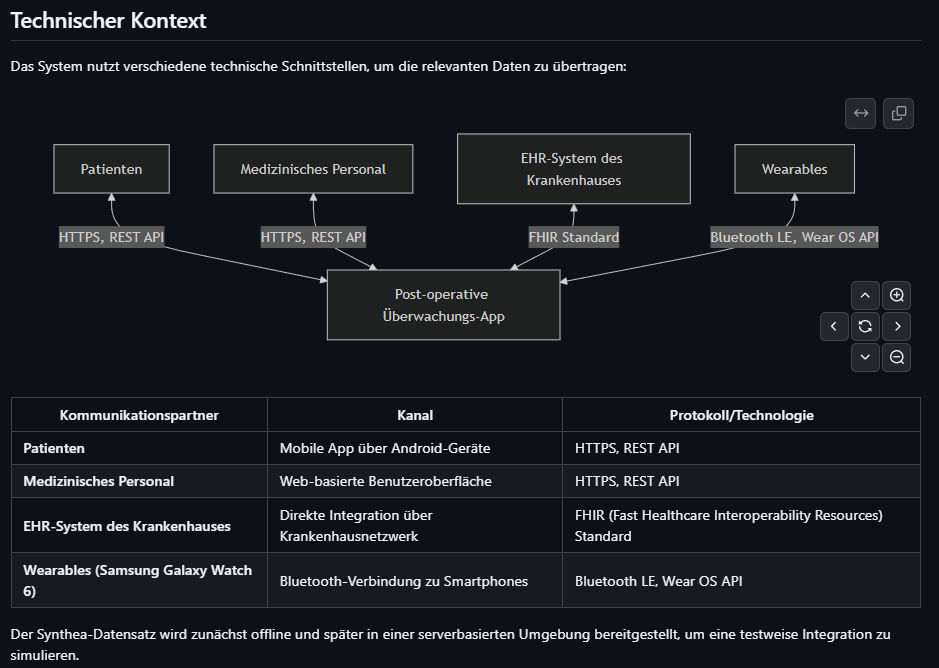 Technischer Kontext
Das System nutzt verschiedene technische Schnittstellen, um die relevanten Daten zu übertragen:
Patienten
Medizinisches Personal
EHR-System des
Krankenhauses
Wearables
HTTPS, REST API
HTTPS, REST API
FHIR Standard
Bluetooth LE, Wear OS API
Post-operative
Überwachungs-App
Kommunikationspartner Kanal Protokoll/Technologie
Patienten Mobile App über Android-Geräte HTTPS, REST API
Medizinisches Personal Web-basierte Benutzeroberfläche HTTPS, REST API
EHR-System des Krankenhauses
Direkte Integration über
Krankenhausnetzwerk
FHIR (Fast Healthcare Interoperability Resources)
Standard
Wearables (Samsung Galaxy Watch
6)
Bluetooth-Verbindung zu Smartphones
Bluetooth LE, Wear OS API
Der Synthea-Datensatz wird zunächst offline und später in einer serverbasierten Umgebung bereitgestellt, um eine testweise Integration zu
simulieren.